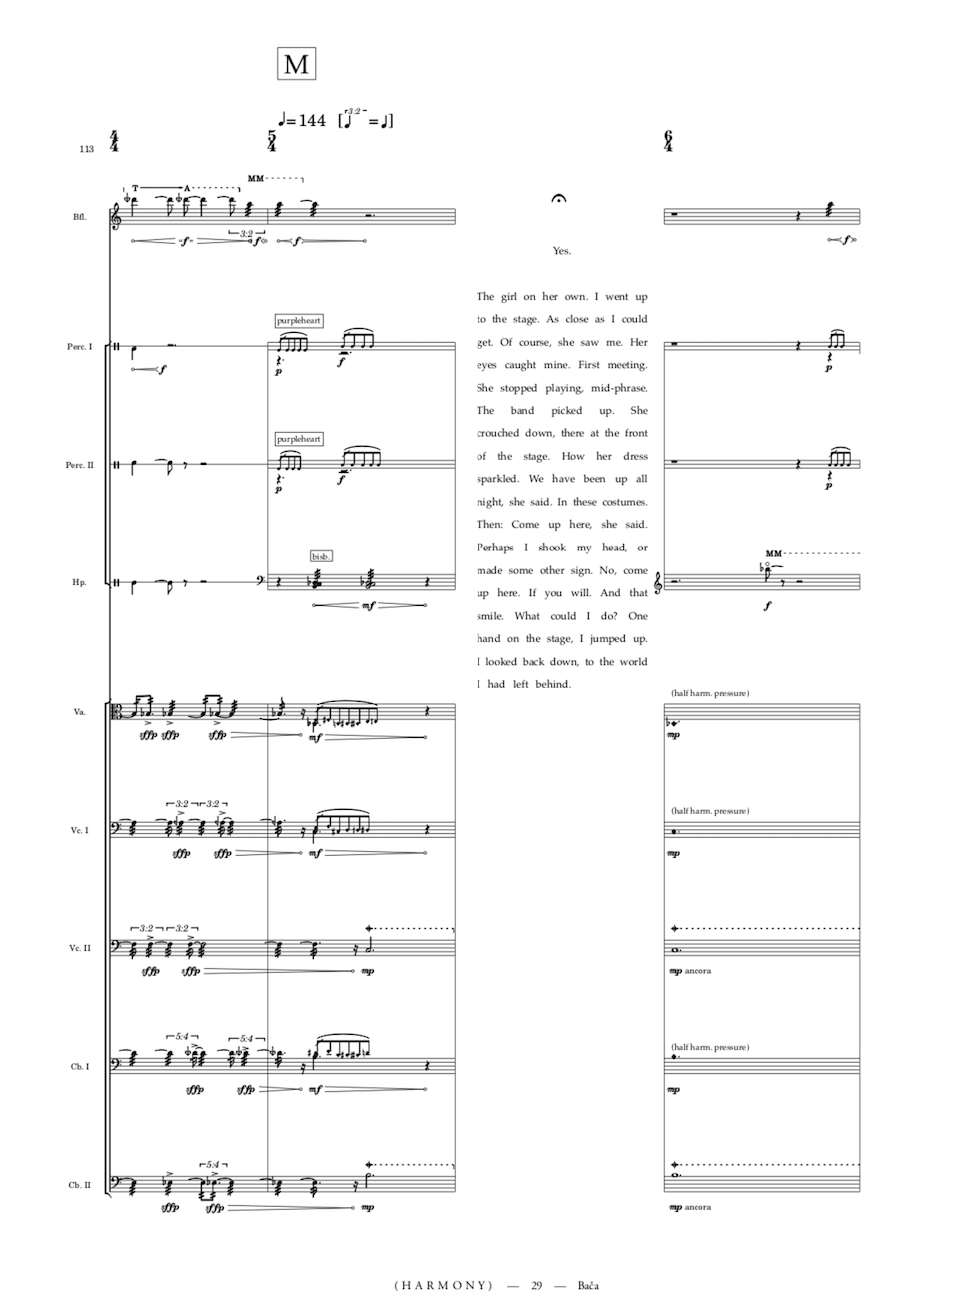 M
♩=144 [♩=♩]
3:2
4/4
5/4
6/4
113
T
A
MM
Bfl.
f
3:2
f
f
f
Yes.
The girl on her own. I went up
to the stage. As close as I could
get. Of course, she saw me. Her
eyes caught mine. First meeting.
She stopped playing, mid-phrase.
The band picked up. She
crouched down, there at the front
of the stage. How her dress
sparkled. We have been up all
night, she said. In these costumes.
Then: Come up here, she said.
Perhaps I shook my head, or
made some other sign. No, come
up here. If you will. And that
smile. What could I do? One
hand on the stage, I jumped up.
I looked back down, to the world
I had left behind.
purpleheart
Perc. I
f
p
f
p
purpleheart
Perc. II
p
f
p
bisb.
MM
Hp.
mf
f
(half harm. pressure)
Va.
sffp sffp sffp mf
mp
3:2 3:2
(half harm. pressure)
Vc. I
sffp sffp mf
mp
3:2 3:2
Vc. II
sffp sffp mp
mp ancora
5:4 5:4
(half harm. pressure)
Cb. I
sffp sffp mf
mp
5:4
Cb. II
sffp sffp mp
mp ancora
(HARMONY) — 29 — Bača